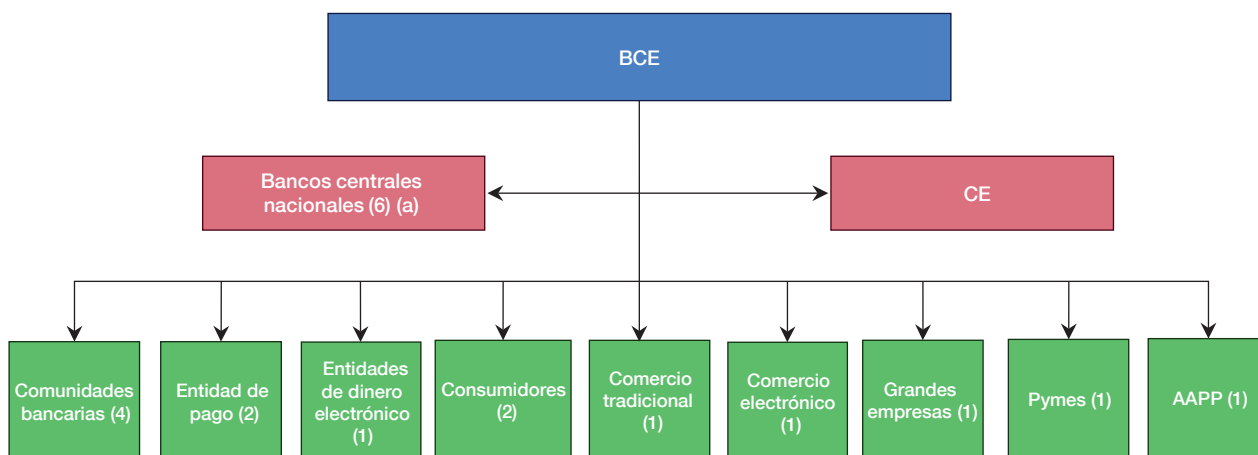 BCE
Bancos centrales
nacionales (6) (a)
CE
Comunidades
bancarias (4)
Entidad de
pago (2)
Entidades
de dinero
electrónico
(1)
Consumidores
(2)
Comercio
tradicional
(1)
Comercio
electrónico
(1)
Grandes
empresas (1)
Pymes (1)
AAPP (1)